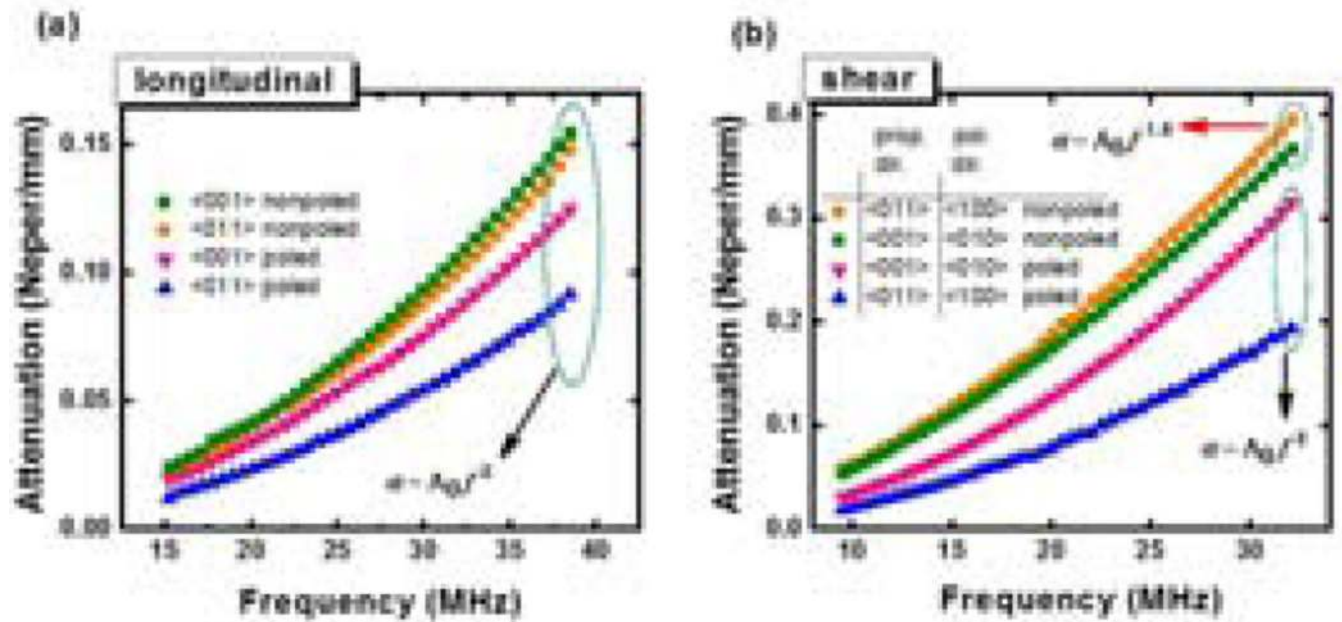 (a)
longitudinal
Attenuation (Neper/mm)
0.15
0.10
0.05
0.00
<001> nonpoled
<011> nonpoled
<001> poled
<011> poled
15 20 25 30 35 40
Frequency (MHz)
(b)
shear
Attenuation (Neper/mm)
0.4
0.3
0.2
0.1
0.0
prop. pol.
dir. dir.
<011> <100> nonpoled
<001> <010> nonpoled
<001> <010> poled
<011> <100> poled
10 15 20 25 30
Frequency (MHz)